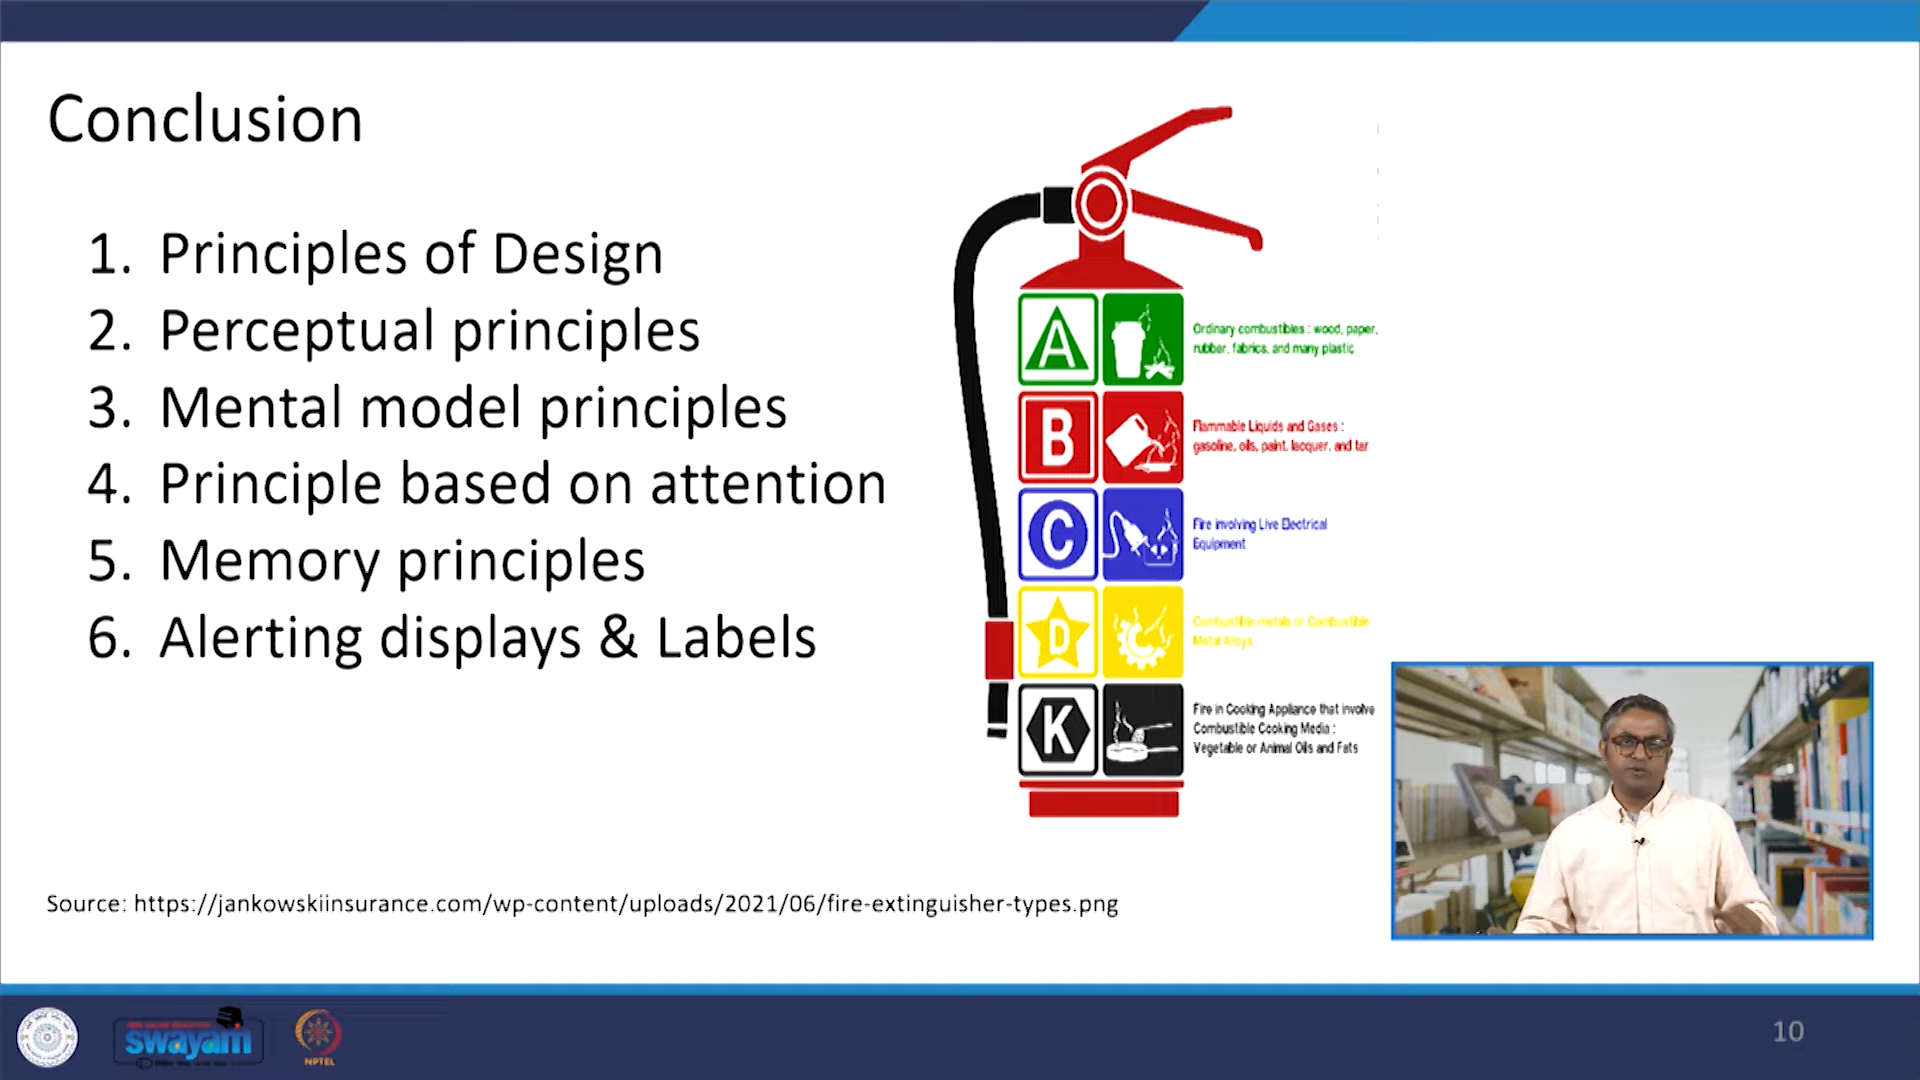 Conclusion
1. Principles of Design
2. Perceptual principles
3. Mental model principles
4. Principle based on attention
5. Memory principles
6. Alerting displays & Labels
A
Ordinary combustibles : wood, paper,
rubber, fabrics, and many plastic
B
Flammable Liquids and Gases :
gasoline, oils, paint, lacquer, and tar
C
Fire involving Live Electrical
Equipment
D
Combustible metals or Combustible
Metal Alloys
K
Fire in Cooking Appliance that involve
Combustible Cooking Media :
Vegetable or Animal Oils and Fats
Source: https://jankowskiinsurance.com/wp-content/uploads/2021/06/fire-extinguisher-types.png
swayam
NPTEL
10